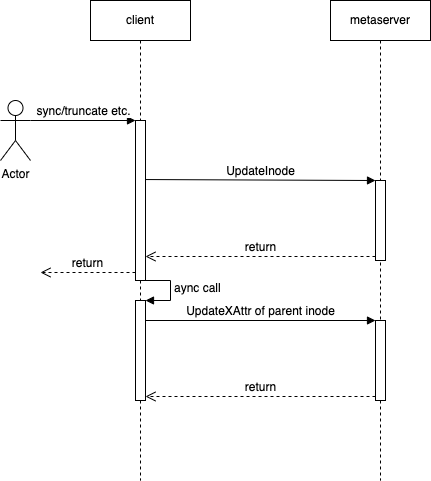 client
metaserver
sync/truncate etc.
Actor
UpdateInode
return
return
aync call
UpdateXAttr of parent inode
return